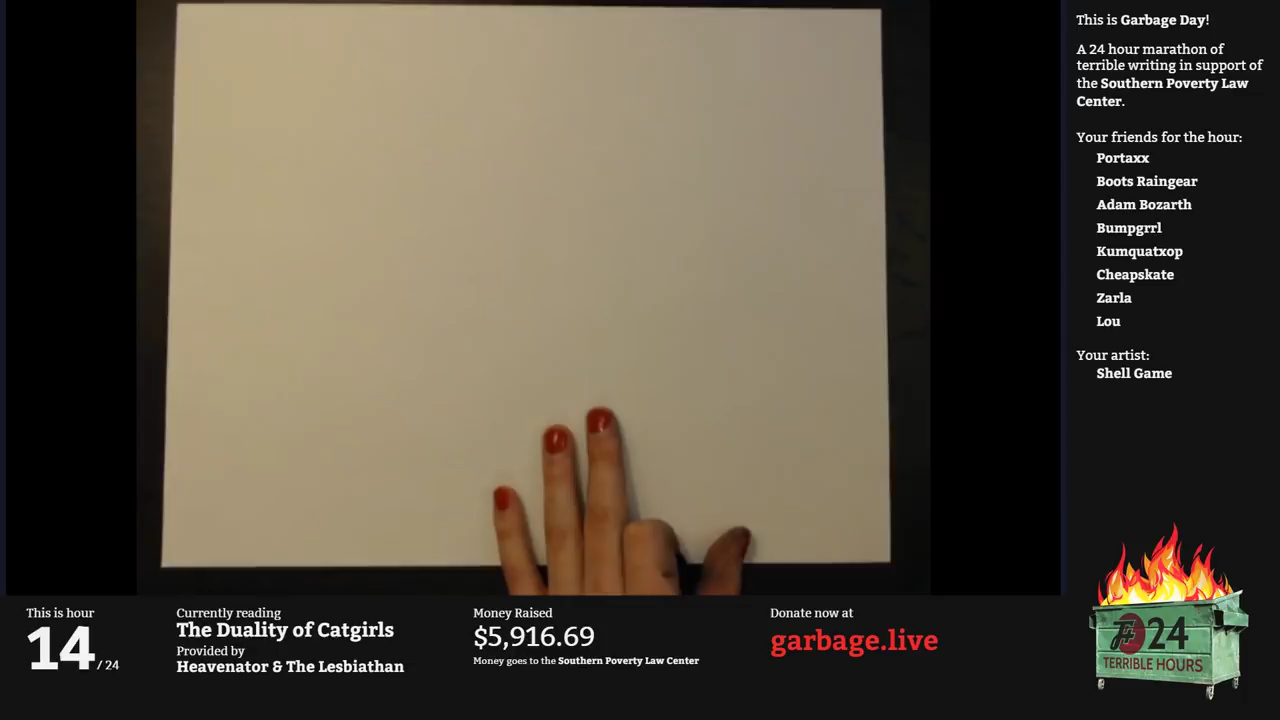 This is Garbage Day!
A 24 hour marathon of
terrible writing in support of
the Southern Poverty Law
Center.
Your friends for the hour:
Portaxx
Boots Raingear
Adam Bozarth
Bumpgrrl
Kumquatxop
Cheapskate
Zarla
Lou
Your artist:
Shell Game
This is hour
14 / 24
Currently reading
The Duality of Catgirls
Provided by
Heavenator & The Lesbiathan
Money Raised
$5,916.69
Money goes to the Southern Poverty Law Center
Donate now at
garbage.live
24
TERRIBLE HOURS